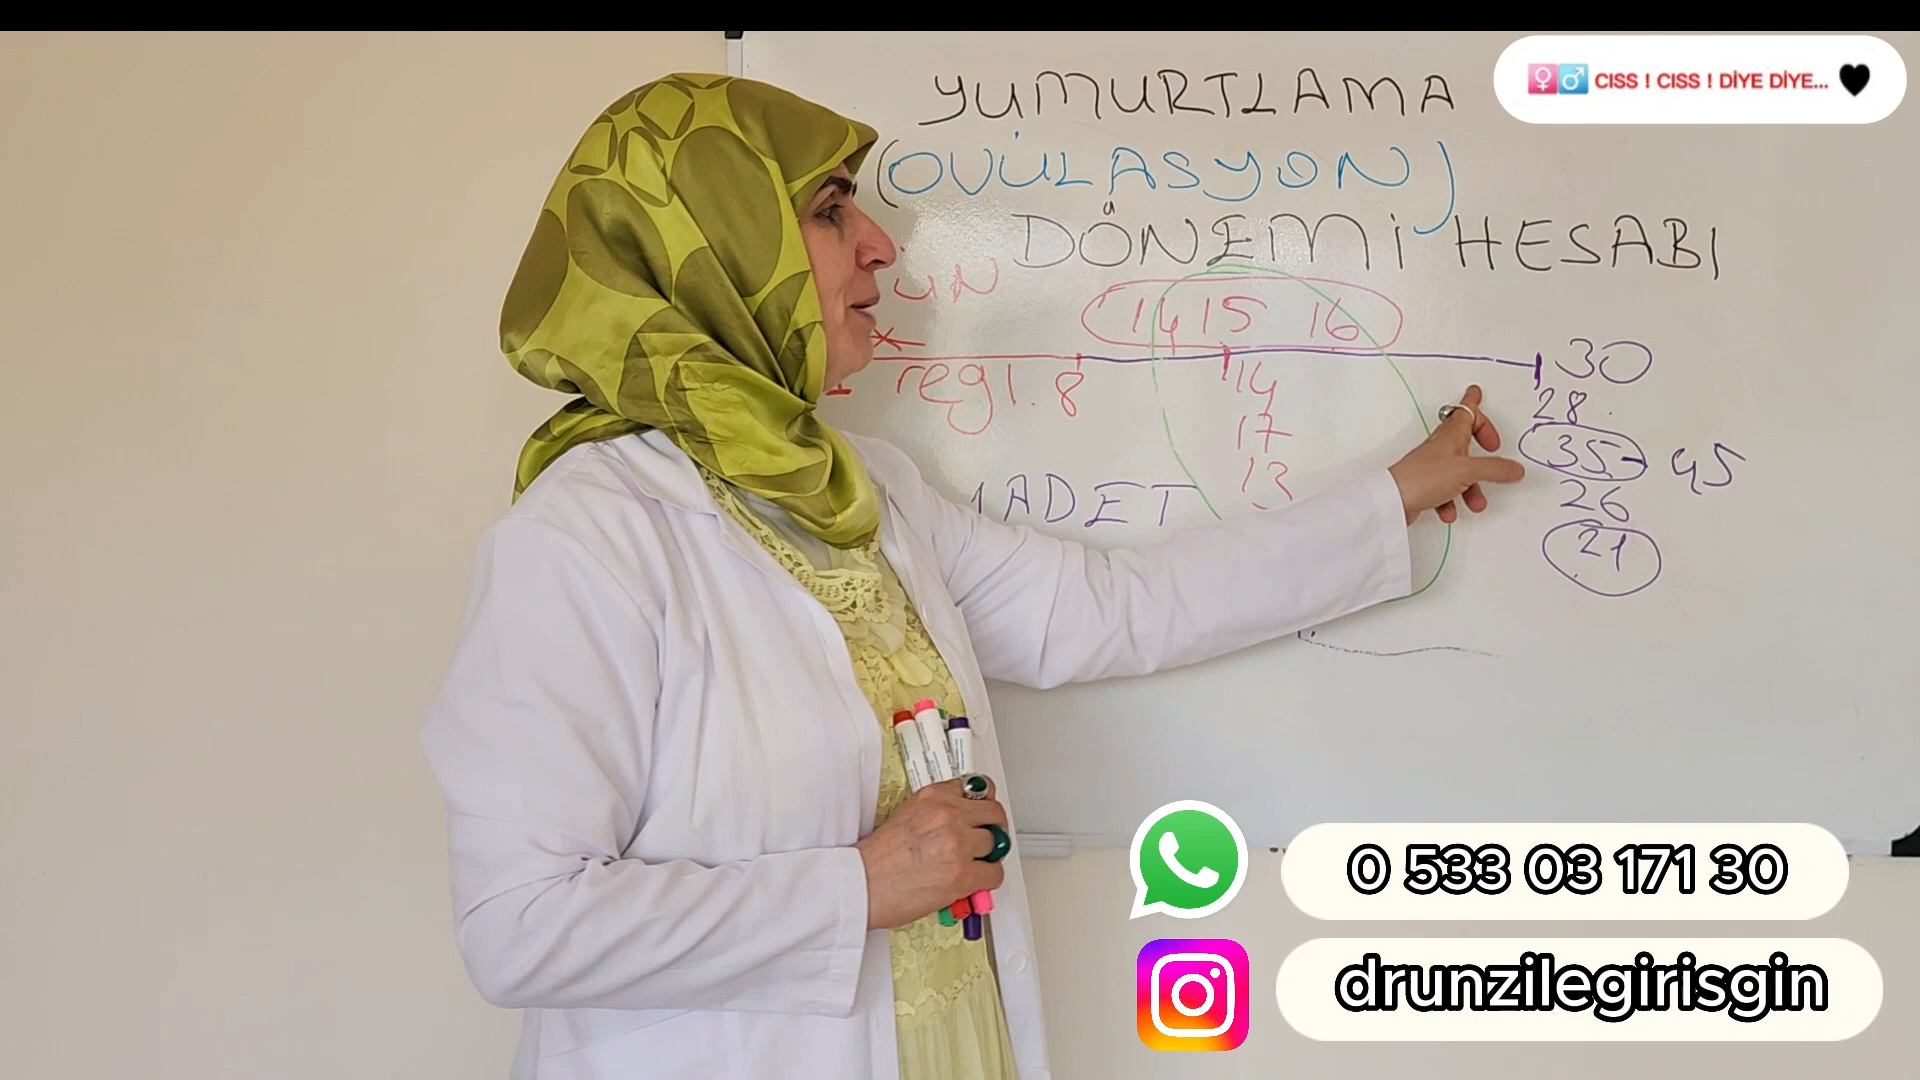 CISS ! CISS ! DİYE DİYE...
YUMURTLAMA
(OVÜLASYON)
DÖNEMİ HESABI
14 15 16
30
regl. 8
14
28
17
35 45
13
26
ADET
21
0 533 03 171 30
drunzilegirisgin